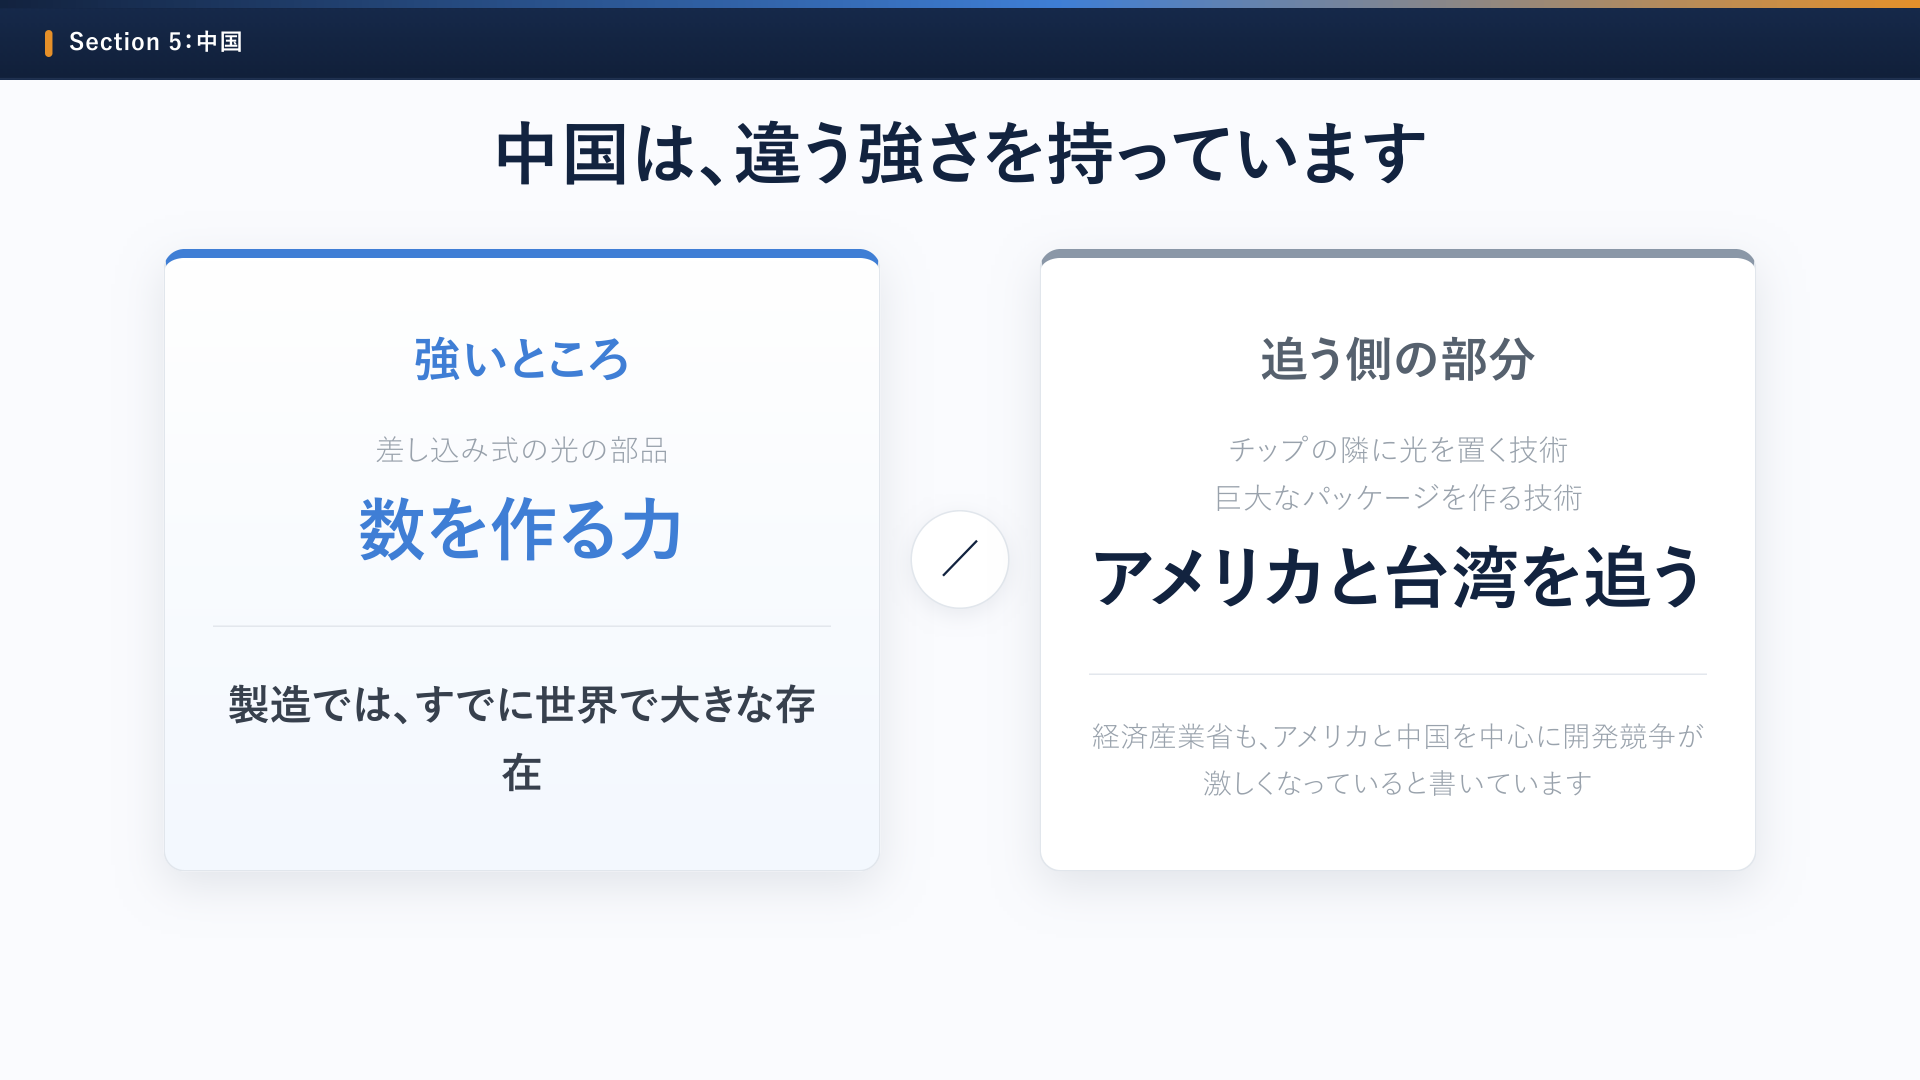 Section 5：中国
中国は、違う強さを持っています
強いところ
差し込み式の光の部品
数を作る力
製造では、すでに世界で大きな存
在
／
追う側の部分
チップの隣に光を置く技術
巨大なパッケージを作る技術
アメリカと台湾を追う
経済産業省も、アメリカと中国を中心に開発競争が
激しくなっていると書いています